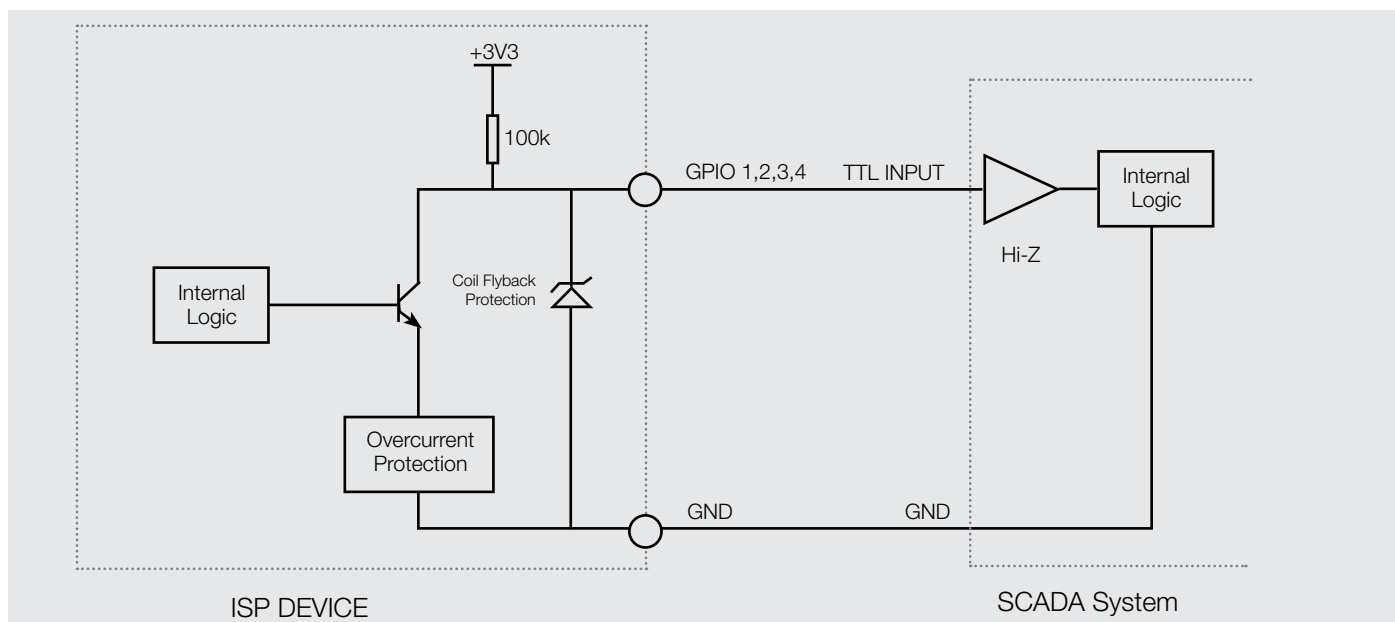 +3V3
100k
GPIO 1,2,3,4
TTL INPUT
Internal
Logic
Hi-Z
Coil Flyback
Protection
Internal
Logic
Overcurrent
Protection
GND
GND
ISP DEVICE
SCADA System